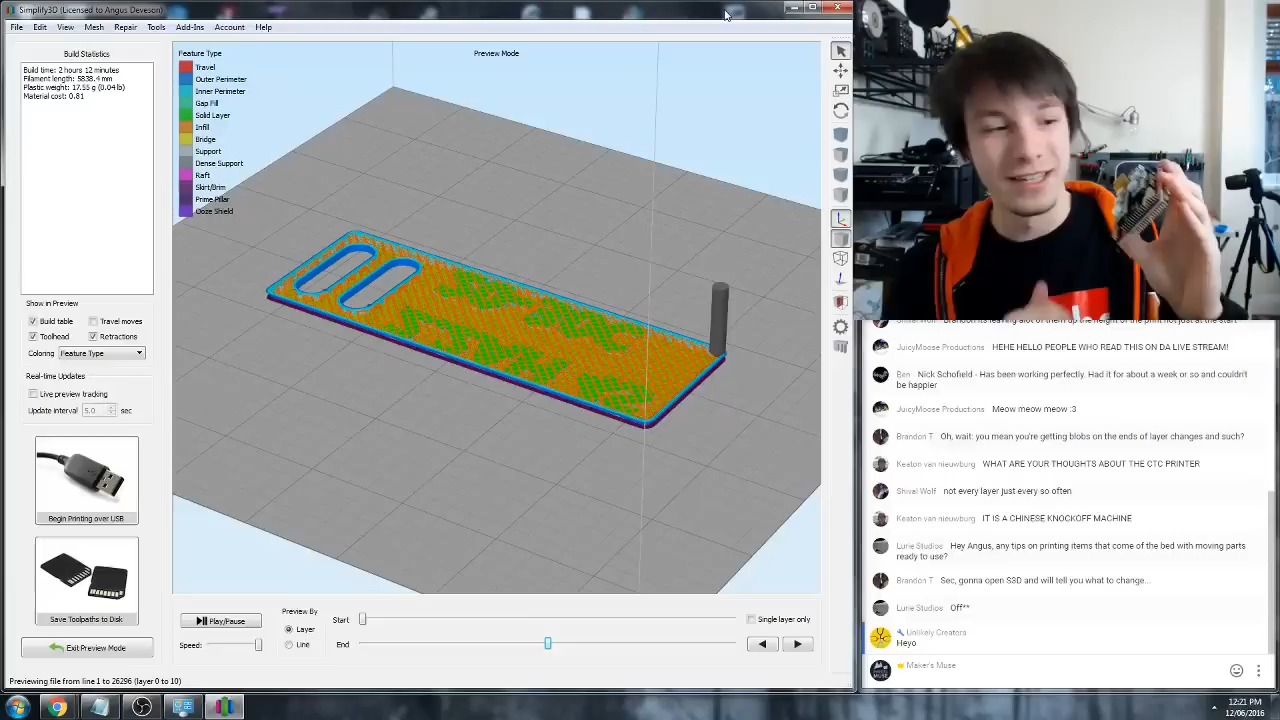 Simplify3D (Licensed to Angus Deveson)
File Edit View Mesh Repair Tools Add-Ins Account Help
Build Statistics
Build time: 2 hours 12 minutes
Filament length: 5838.4 mm
Plastic weight: 17.55 g (0.04 lb)
Material cost: 0.81
Feature Type
Travel
Outer Perimeter
Inner Perimeter
Gap Fill
Solid Layer
Infill
Bridge
Support
Dense Support
Raft
Skirt/Brim
Prime Pillar
Ooze Shield
Preview Mode
Show in Preview
Build table
Travel moves
Toolhead
Retractions
Coloring Feature Type
Real-time Updates
Live preview tracking
Update interval 5.0 sec
Begin Printing over USB
Save Toolpaths to Disk
Exit Preview Mode
Play/Pause
Speed:
Preview By
Layer
Line
Start
End
Single layer only
Previewing file from line 1 to 26296 (layer 0 to 10)
JuicyMoose Productions HEHE HELLO PEOPLE WHO READ THIS ON DA LIVE STREAM!
Ben Nick Schofield - Has been working perfectly. Had it for about a week or so and couldn't
be happier
JuicyMoose Productions Meow meow meow :3
Brandon T Oh, wait: you mean you're getting blobs on the ends of layer changes and such?
Keaton van nieuwburg WHAT ARE YOUR THOUGHTS ABOUT THE CTC PRINTER
Shival Wolf not every layer just every so often
Keaton van nieuwburg IT IS A CHINESE KNOCKOFF MACHINE
Lurie Studios Hey Angus, any tips on printing items that come of the bed with moving parts
ready to use?
Brandon T Sec, gonna open S3D and will tell you what to change...
Lurie Studios Off**
Unlikely Creators
Heyo
Maker's Muse
12:21 PM
12/06/2016